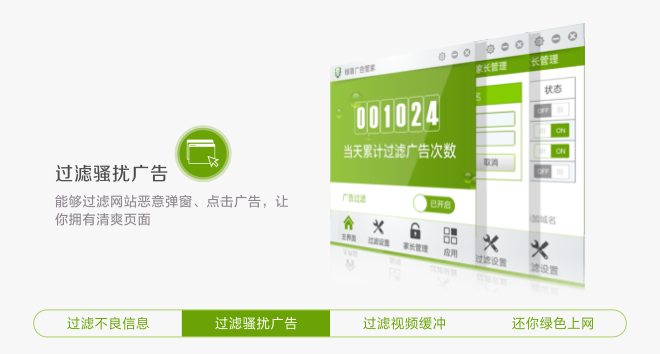 过滤骚扰广告
能够过滤网站恶意弹窗、点击广告，让
你拥有清爽页面
绿盾广告管家
001024
当天累计过滤广告次数
广告过滤
已开启
主界面
过滤设置
家长管理
应用
家长管理
名
取消
过滤设置
长管理
状态
OFF
ON
ON
OFF
加域名
滤设置
过滤不良信息
过滤骚扰广告
过滤视频缓冲
还你绿色上网